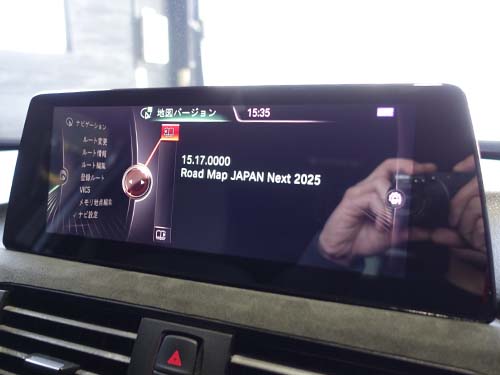 地図バージョン 15:35
ナビゲーション
ルート変更
ルート情報
ルート編集
登録ルート
VICS
メモリ地点編集
✓ナビ設定
15.17.0000
Road Map JAPAN Next 2025